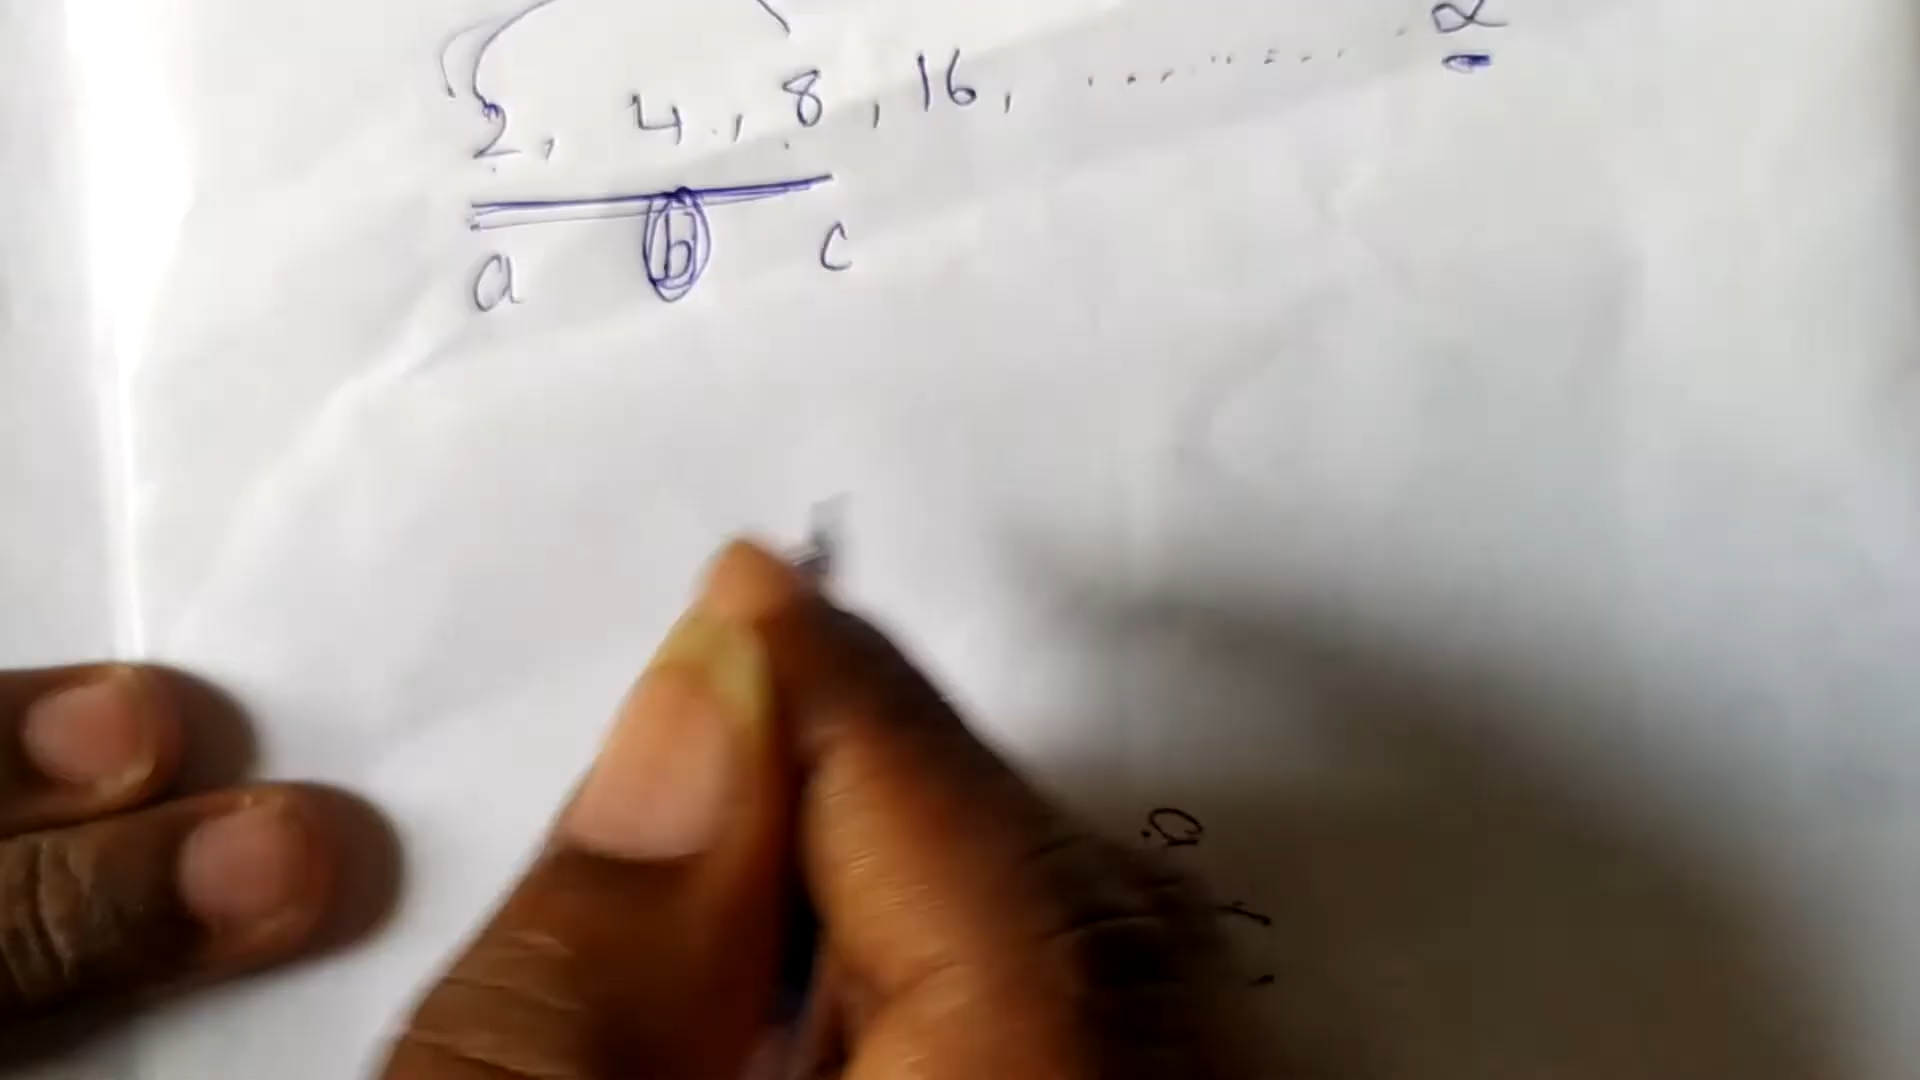 2, 4, 8, 16, ............ α
a b c